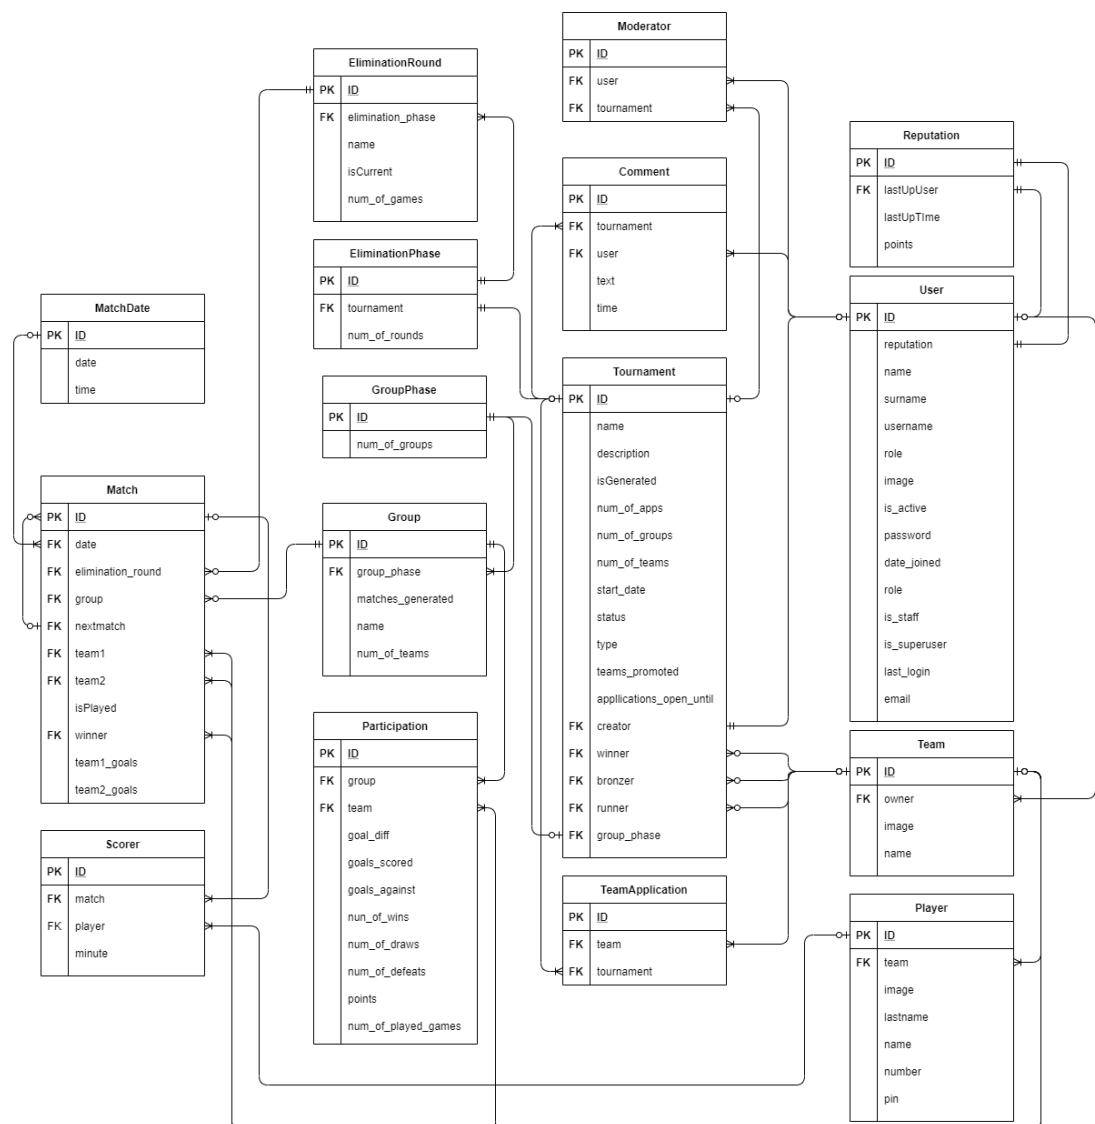 Moderator
PK ID
FK user
FK tournament
EliminationRound
PK ID
FK elimination_phase
name
isCurrent
num_of_games
Reputation
PK ID
FK lastUpUser
lastUpTIme
points
Comment
PK ID
FK tournament
FK user
text
time
EliminationPhase
PK ID
FK tournament
num_of_rounds
User
PK ID
reputation
name
surname
username
role
image
is_active
password
date_joined
role
is_staff
is_superuser
last_login
email
MatchDate
PK ID
date
time
Tournament
PK ID
name
description
isGenerated
num_of_apps
num_of_groups
num_of_teams
start_date
status
type
teams_promoted
appllications_open_until
FK creator
FK winner
FK bronzer
FK runner
FK group_phase
GroupPhase
PK ID
num_of_groups
Match
PK ID
FK date
FK elimination_round
FK group
FK nextmatch
FK team1
FK team2
isPlayed
FK winner
team1_goals
team2_goals
Group
PK ID
FK group_phase
matches_generated
name
num_of_teams
Participation
PK ID
FK group
FK team
goal_diff
goals_scored
goals_against
nun_of_wins
num_of_draws
num_of_defeats
points
num_of_played_games
Team
PK ID
FK owner
image
name
Scorer
PK ID
FK match
FK player
minute
TeamApplication
PK ID
FK team
FK tournament
Player
PK ID
FK team
image
lastname
name
number
pin